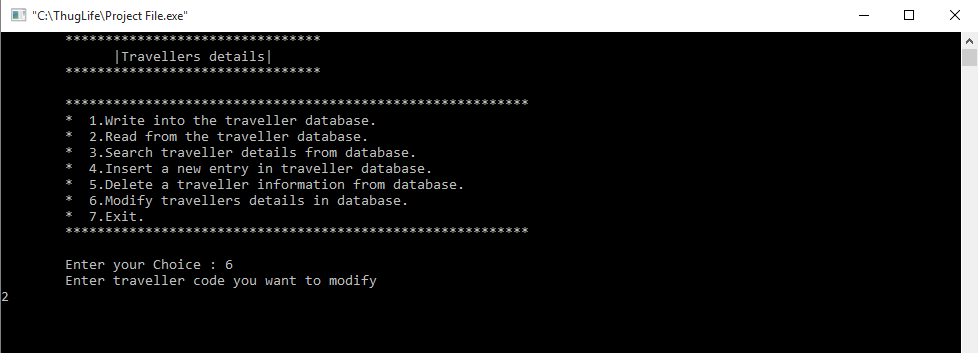 "C:\ThugLife\Project File.exe"
********************************
|Travellers details|
********************************
**********************************************************
* 1.Write into the traveller database.
* 2.Read from the traveller database.
* 3.Search traveller details from database.
* 4.Insert a new entry in traveller database.
* 5.Delete a traveller information from database.
* 6.Modify travellers details in database.
* 7.Exit.
**********************************************************
Enter your Choice : 6
Enter traveller code you want to modify
2